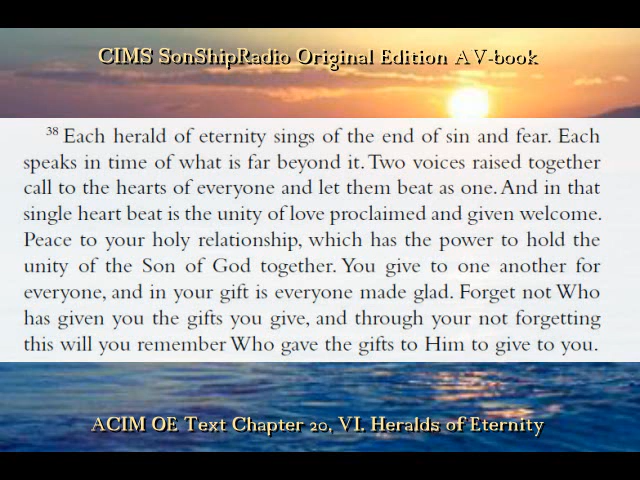 CIMS SonShipRadio Original Edition AV-book
38 Each herald of eternity sings of the end of sin and fear. Each
speaks in time of what is far beyond it. Two voices raised together
call to the hearts of everyone and let them beat as one. And in that
single heart beat is the unity of love proclaimed and given welcome.
Peace to your holy relationship, which has the power to hold the
unity of the Son of God together. You give to one another for
everyone, and in your gift is everyone made glad. Forget not Who
has given you the gifts you give, and through your not forgetting
this will you remember Who gave the gifts to Him to give to you.
ACIM OE Text Chapter 20, VI. Heralds of Eternity